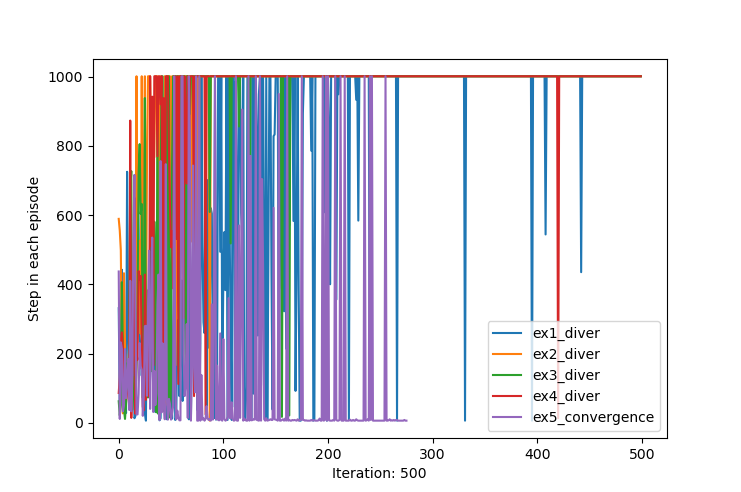 1000
800
600
400
200
0
Step in each episode
ex1_diver
ex2_diver
ex3_diver
ex4_diver
ex5_convergence
0 100 200 300 400 500
Iteration: 500